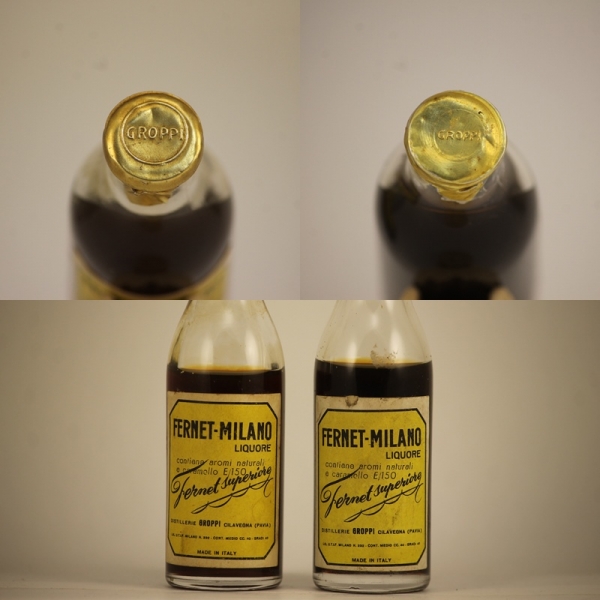 GROPPI
GROPPI
FERNET-MILANO
LIQUORE
contiene aromi naturali
e caramello E/150
Fernet superiore
DISTILLERIE GROPPI CILAVEGNA (PAVIA)
MADE IN ITALY
FERNET-MILANO
LIQUORE
contiene aromi naturali
e caramello E/150
Fernet superiore
DISTILLERIE GROPPI CILAVEGNA (PAVIA)
MADE IN ITALY